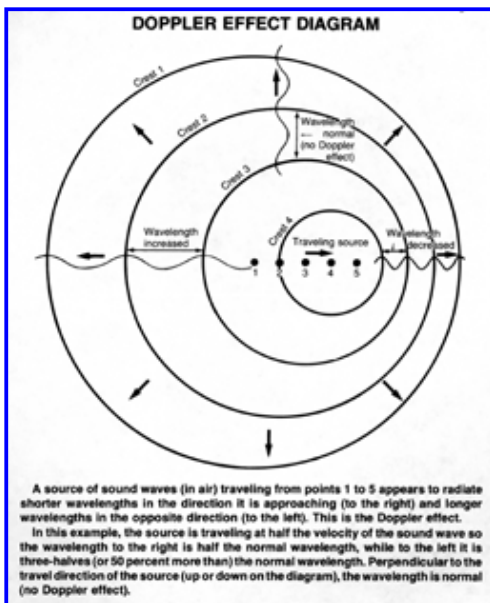 DOPPLER EFFECT DIAGRAM
Crest 1
Crest 2
Wavelength
← normal
(no Doppler
effect)
Crest 3
Wavelength
increased
Crest 4
Traveling source
Wavelength
decreased
1 2 3 4 5
A source of sound waves (in air) traveling from points 1 to 5 appears to radiate
shorter wavelengths in the direction it is approaching (to the right) and longer
wavelengths in the opposite direction (to the left). This is the Doppler effect.
In this example, the source is traveling at half the velocity of the sound wave so
the wavelength to the right is half the normal wavelength, while to the left it is
three-halves (or 50 percent more than) the normal wavelength. Perpendicular to the
travel direction of the source (up or down on the diagram), the wavelength is normal
(no Doppler effect).